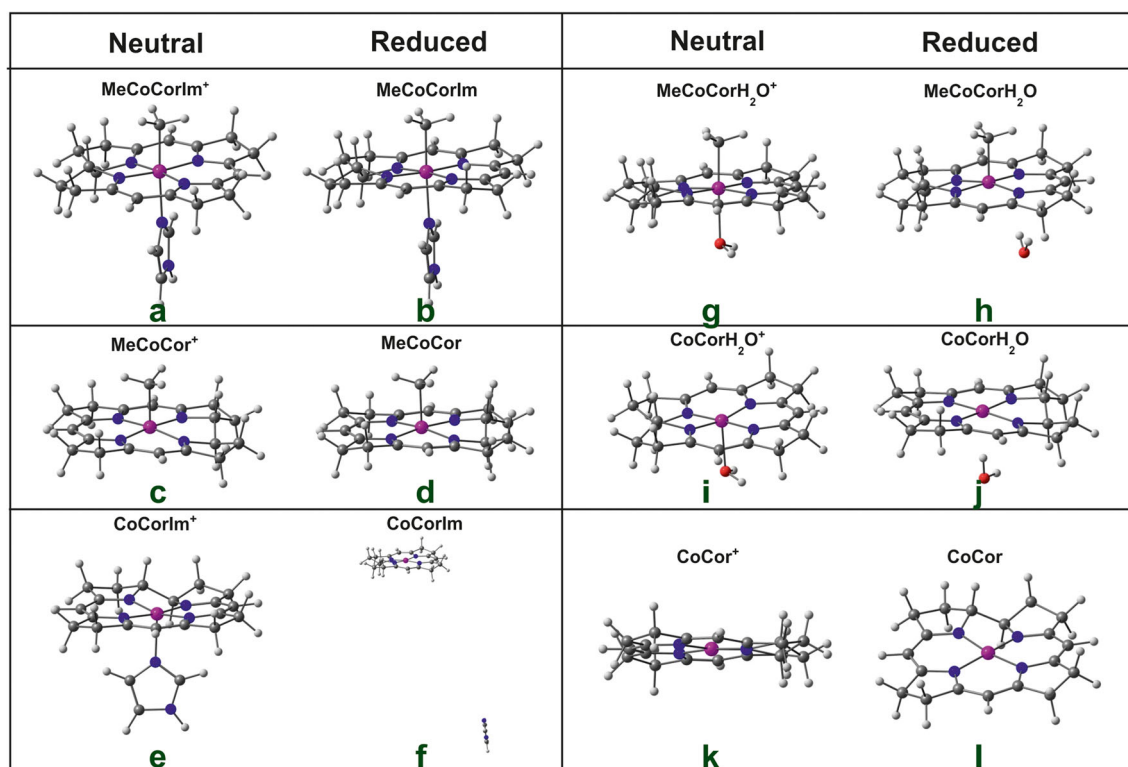 Neutral Reduced Neutral Reduced
MeCoCorIm⁺ MeCoCorIm MeCoCorH₂O⁺ MeCoCorH₂O
a b g h
MeCoCor⁺ MeCoCor CoCorH₂O⁺ CoCorH₂O
c d i j
CoCorIm⁺ CoCorIm CoCor⁺ CoCor
e f k l